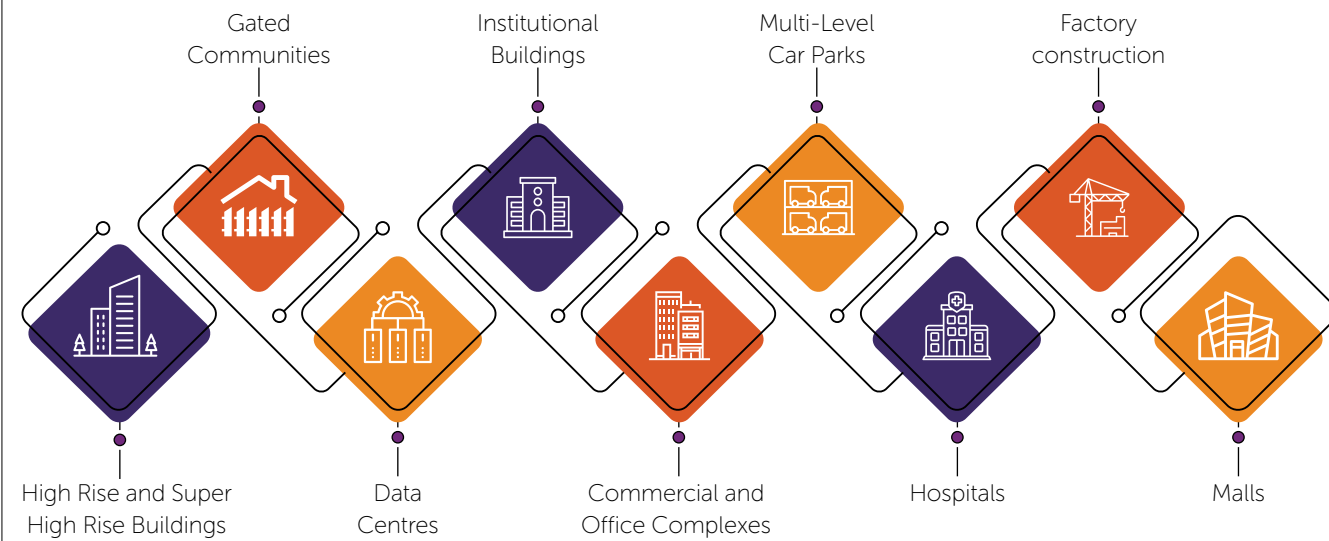 Gated
Communities
Institutional
Buildings
Multi-Level
Car Parks
Factory
construction
High Rise and Super
High Rise Buildings
Data
Centres
Commercial and
Office Complexes
Hospitals
Malls